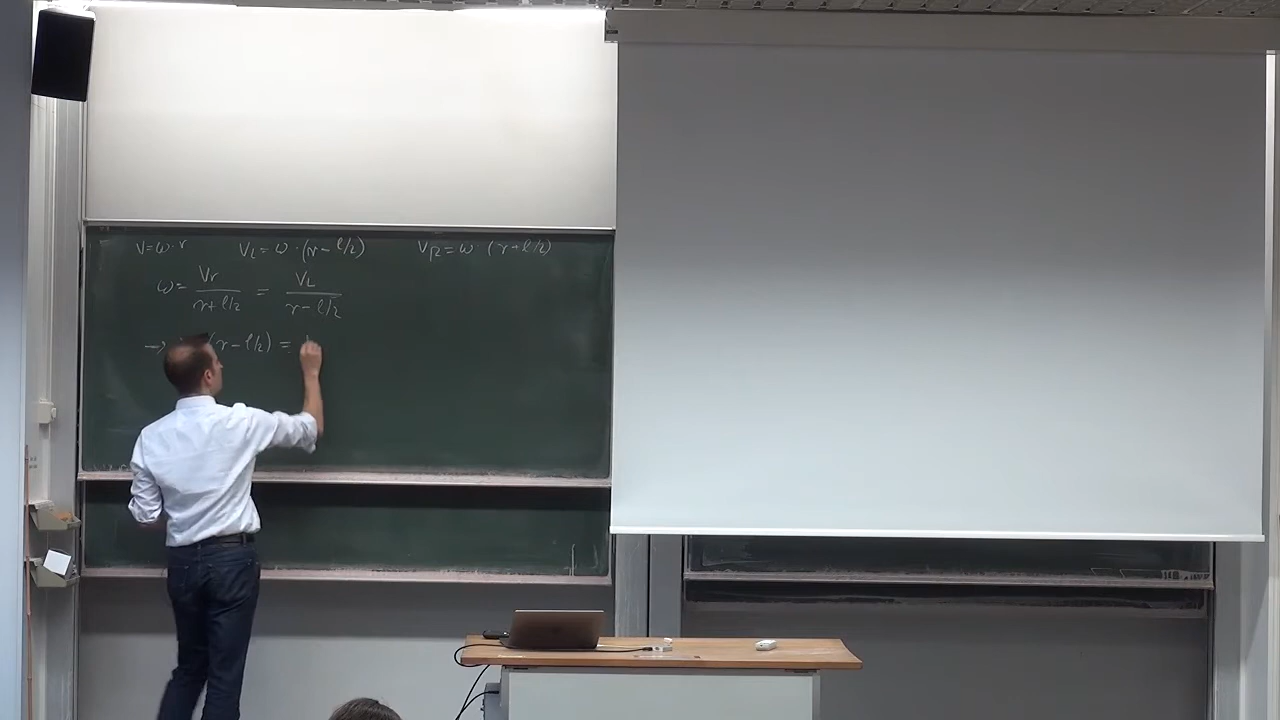 V=ω·r V_L=ω·(r-l/2) V_R=ω·(r+l/2)
ω= V_r/(r+l/2) = V_L/(r-l/2)
→ (r-l/2) =